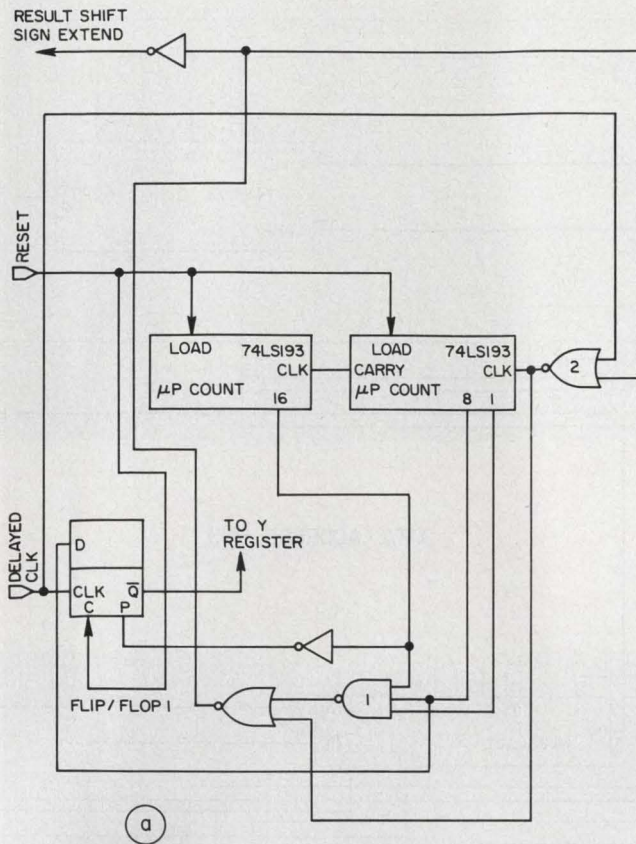 RESULT SHIFT
SIGN EXTEND
RESET
LOAD 74LS193
CLK
μP COUNT
16
LOAD 74LS193
CARRY CLK
μP COUNT
8 1
2
DELAYED
CLK
D
CLK Q̅
C P
TO Y
REGISTER
FLIP/FLOP 1
1
a